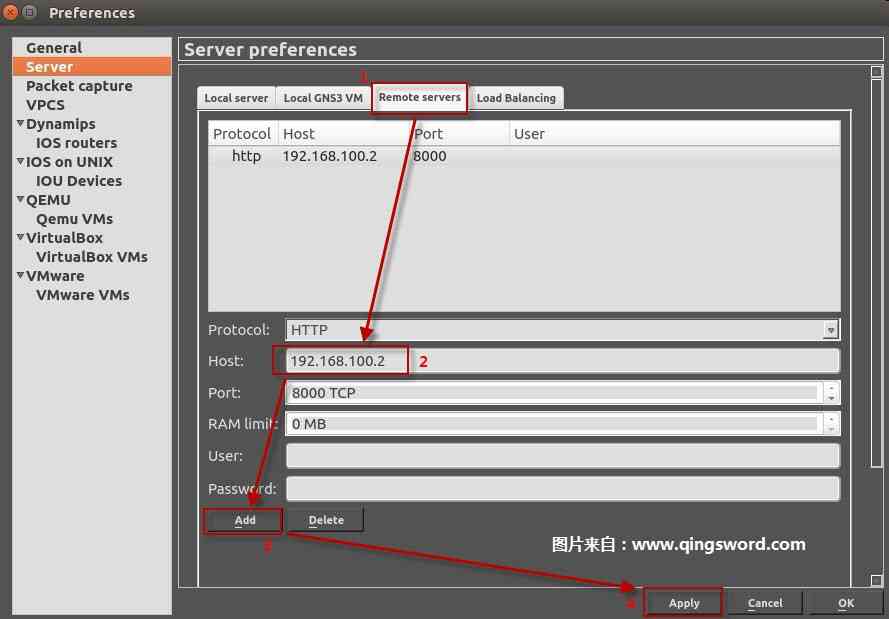 Preferences
General
Server
Packet capture
VPCS
Dynamips
IOS routers
IOS on UNIX
IOU Devices
QEMU
Qemu VMs
VirtualBox
VirtualBox VMs
VMware
VMware VMs
Server preferences
1
Local server Local GNS3 VM Remote servers Load Balancing
Protocol Host Port User
http 192.168.100.2 8000
Protocol: HTTP
Host: 192.168.100.2 2
Port: 8000 TCP
RAM limit: 0 MB
User:
Password:
Add Delete
3
图片来自：www.qingsword.com
4 Apply Cancel OK